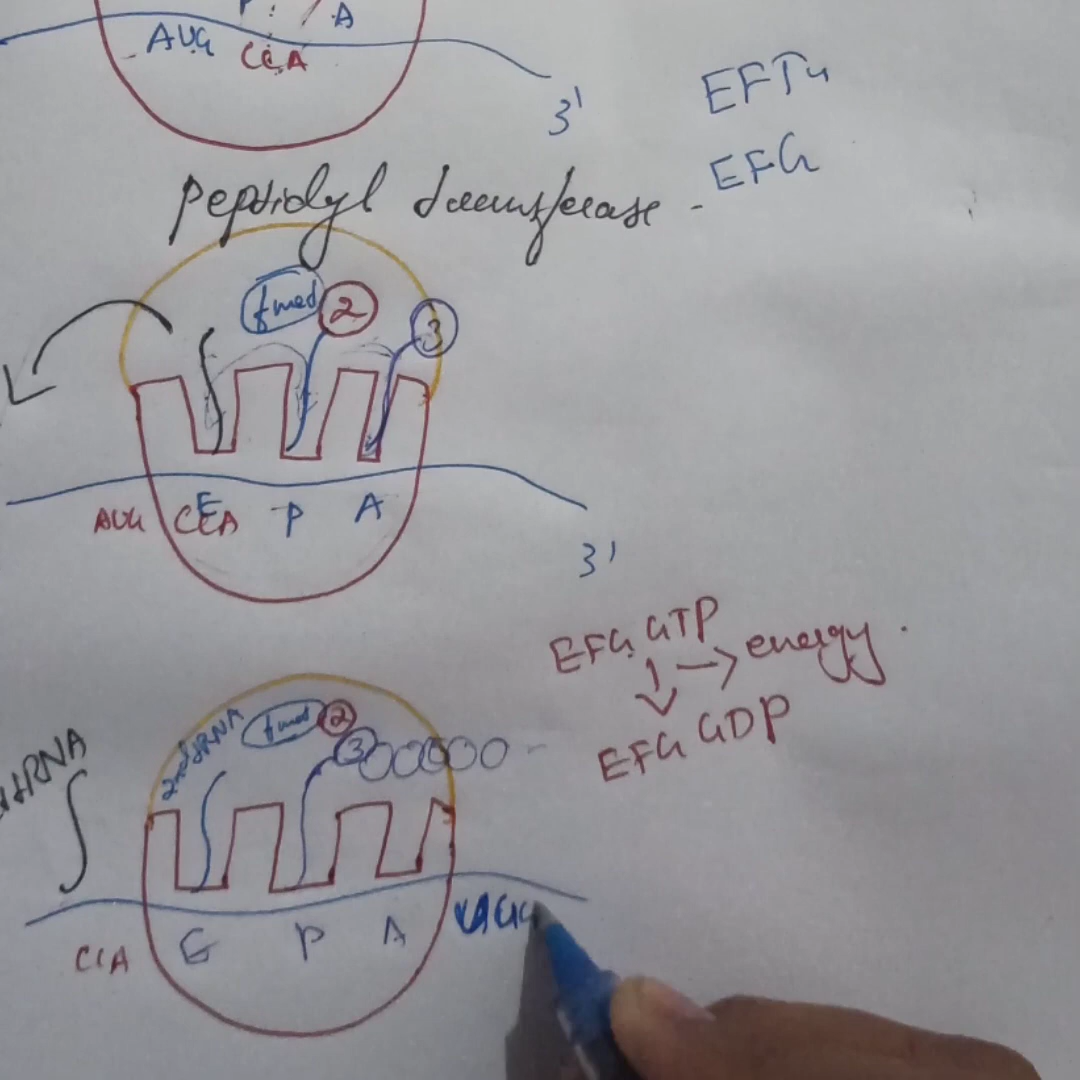 A
AUG CCA
EFTu
3'
EFG
peptidyl transferase -
fmet 2
3
AUG CCA E P A
3'
EFG GTP
→ energy.
EFG GDP
2nd tRNA fmet 2
3
tRNA
CCA E P A